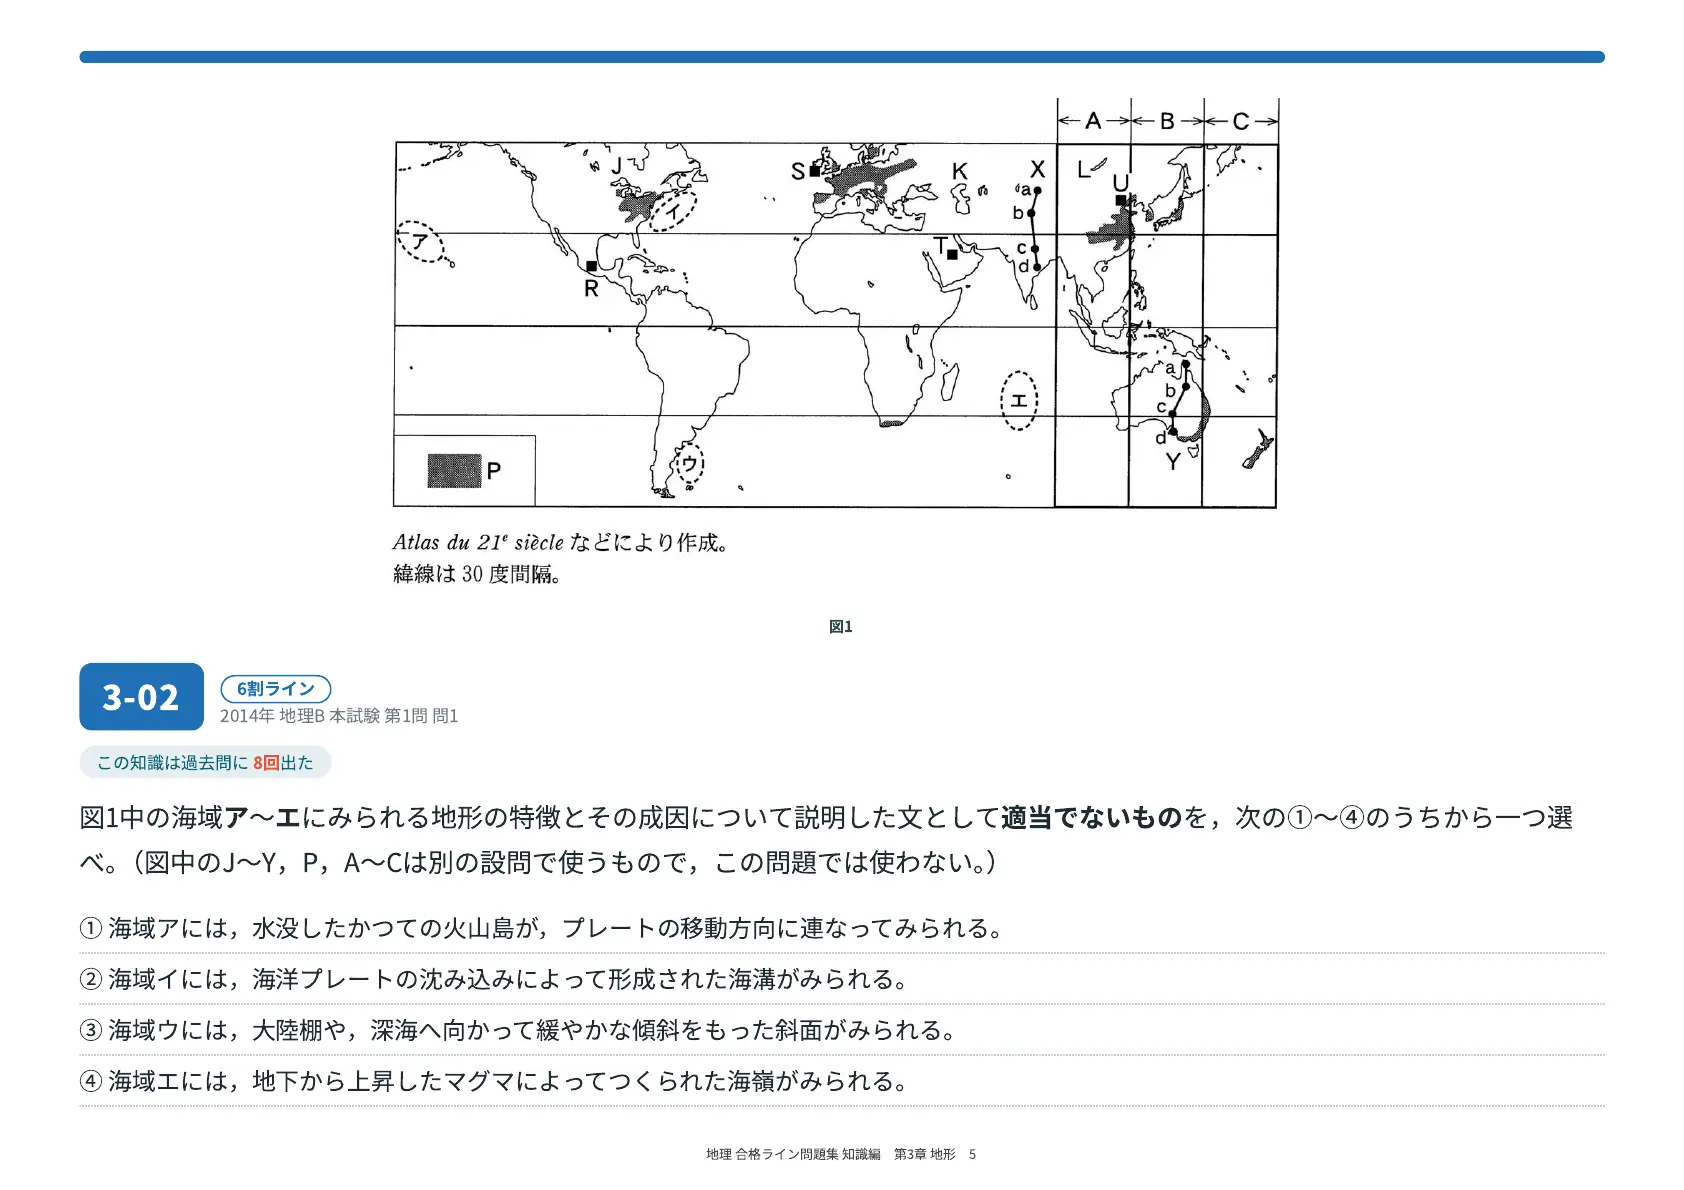 A B C
J S K X L
U
a
イ b
ア
T c
d
R
a
b
エ c
d
ウ Y
P
Atlas du 21e siècle などにより作成。
緯線は 30 度間隔。
図1
3-02 6割ライン
2014年 地理B 本試験 第1問 問1
この知識は過去問に 8回出た
図1中の海域ア〜エにみられる地形の特徴とその成因について説明した文として適当でないものを，次の①〜④のうちから一つ選
べ。（図中のJ〜Y，P，A〜Cは別の設問で使うもので，この問題では使わない。）
① 海域アには，水没したかつての火山島が，プレートの移動方向に連なってみられる。
② 海域イには，海洋プレートの沈み込みによって形成された海溝がみられる。
③ 海域ウには，大陸棚や，深海へ向かって緩やかな傾斜をもった斜面がみられる。
④ 海域エには，地下から上昇したマグマによってつくられた海嶺がみられる。
地理 合格ライン問題集 知識編 第3章 地形 5